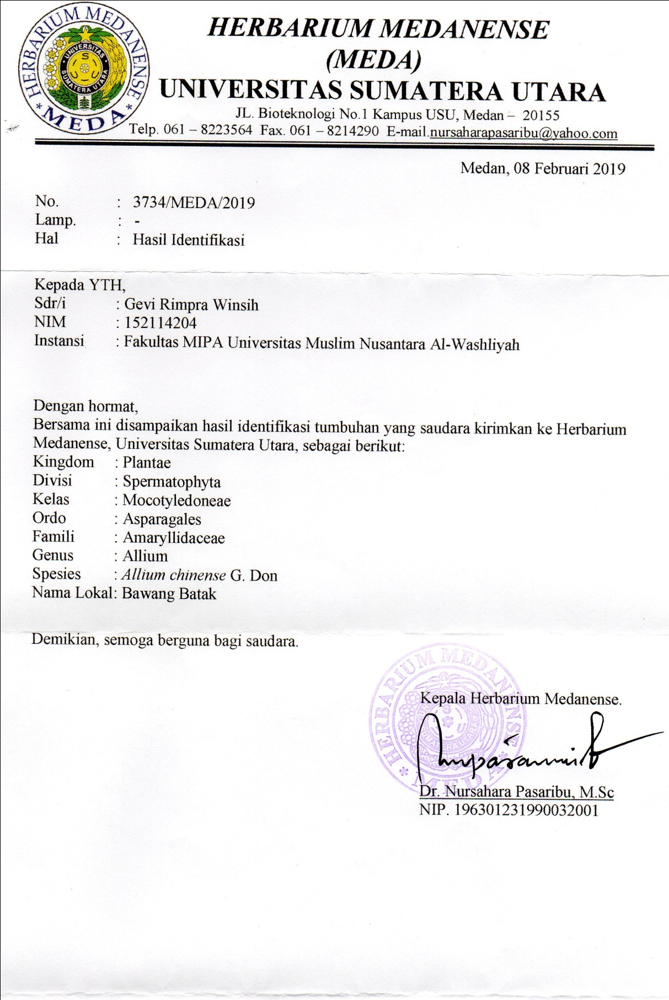 HERBARIUM MEDANENSE
MEDA
UNIVERSITAS
SUMATERA UTARA
HERBARIUM MEDANENSE
(MEDA)
UNIVERSITAS SUMATERA UTARA
JL. Bioteknologi No.1 Kampus USU, Medan – 20155
Telp. 061 – 8223564 Fax. 061 – 8214290 E-mail.nursaharapasaribu@yahoo.com
Medan, 08 Februari 2019
No. : 3734/MEDA/2019
Lamp. : -
Hal : Hasil Identifikasi
Kepada YTH,
Sdr/i : Gevi Rimpra Winsih
NIM : 152114204
Instansi : Fakultas MIPA Universitas Muslim Nusantara Al-Washliyah
Dengan hormat,
Bersama ini disampaikan hasil identifikasi tumbuhan yang saudara kirimkan ke Herbarium
Medanense, Universitas Sumatera Utara, sebagai berikut:
Kingdom : Plantae
Divisi : Spermatophyta
Kelas : Mocotyledoneae
Ordo : Asparagales
Famili : Amaryllidaceae
Genus : Allium
Spesies : Allium chinense G. Don
Nama Lokal: Bawang Batak
Demikian, semoga berguna bagi saudara.
HERBARIUM MEDANENSE
MEDA
Kepala Herbarium Medanense.
Dr. Nursahara Pasaribu, M.Sc
NIP. 196301231990032001